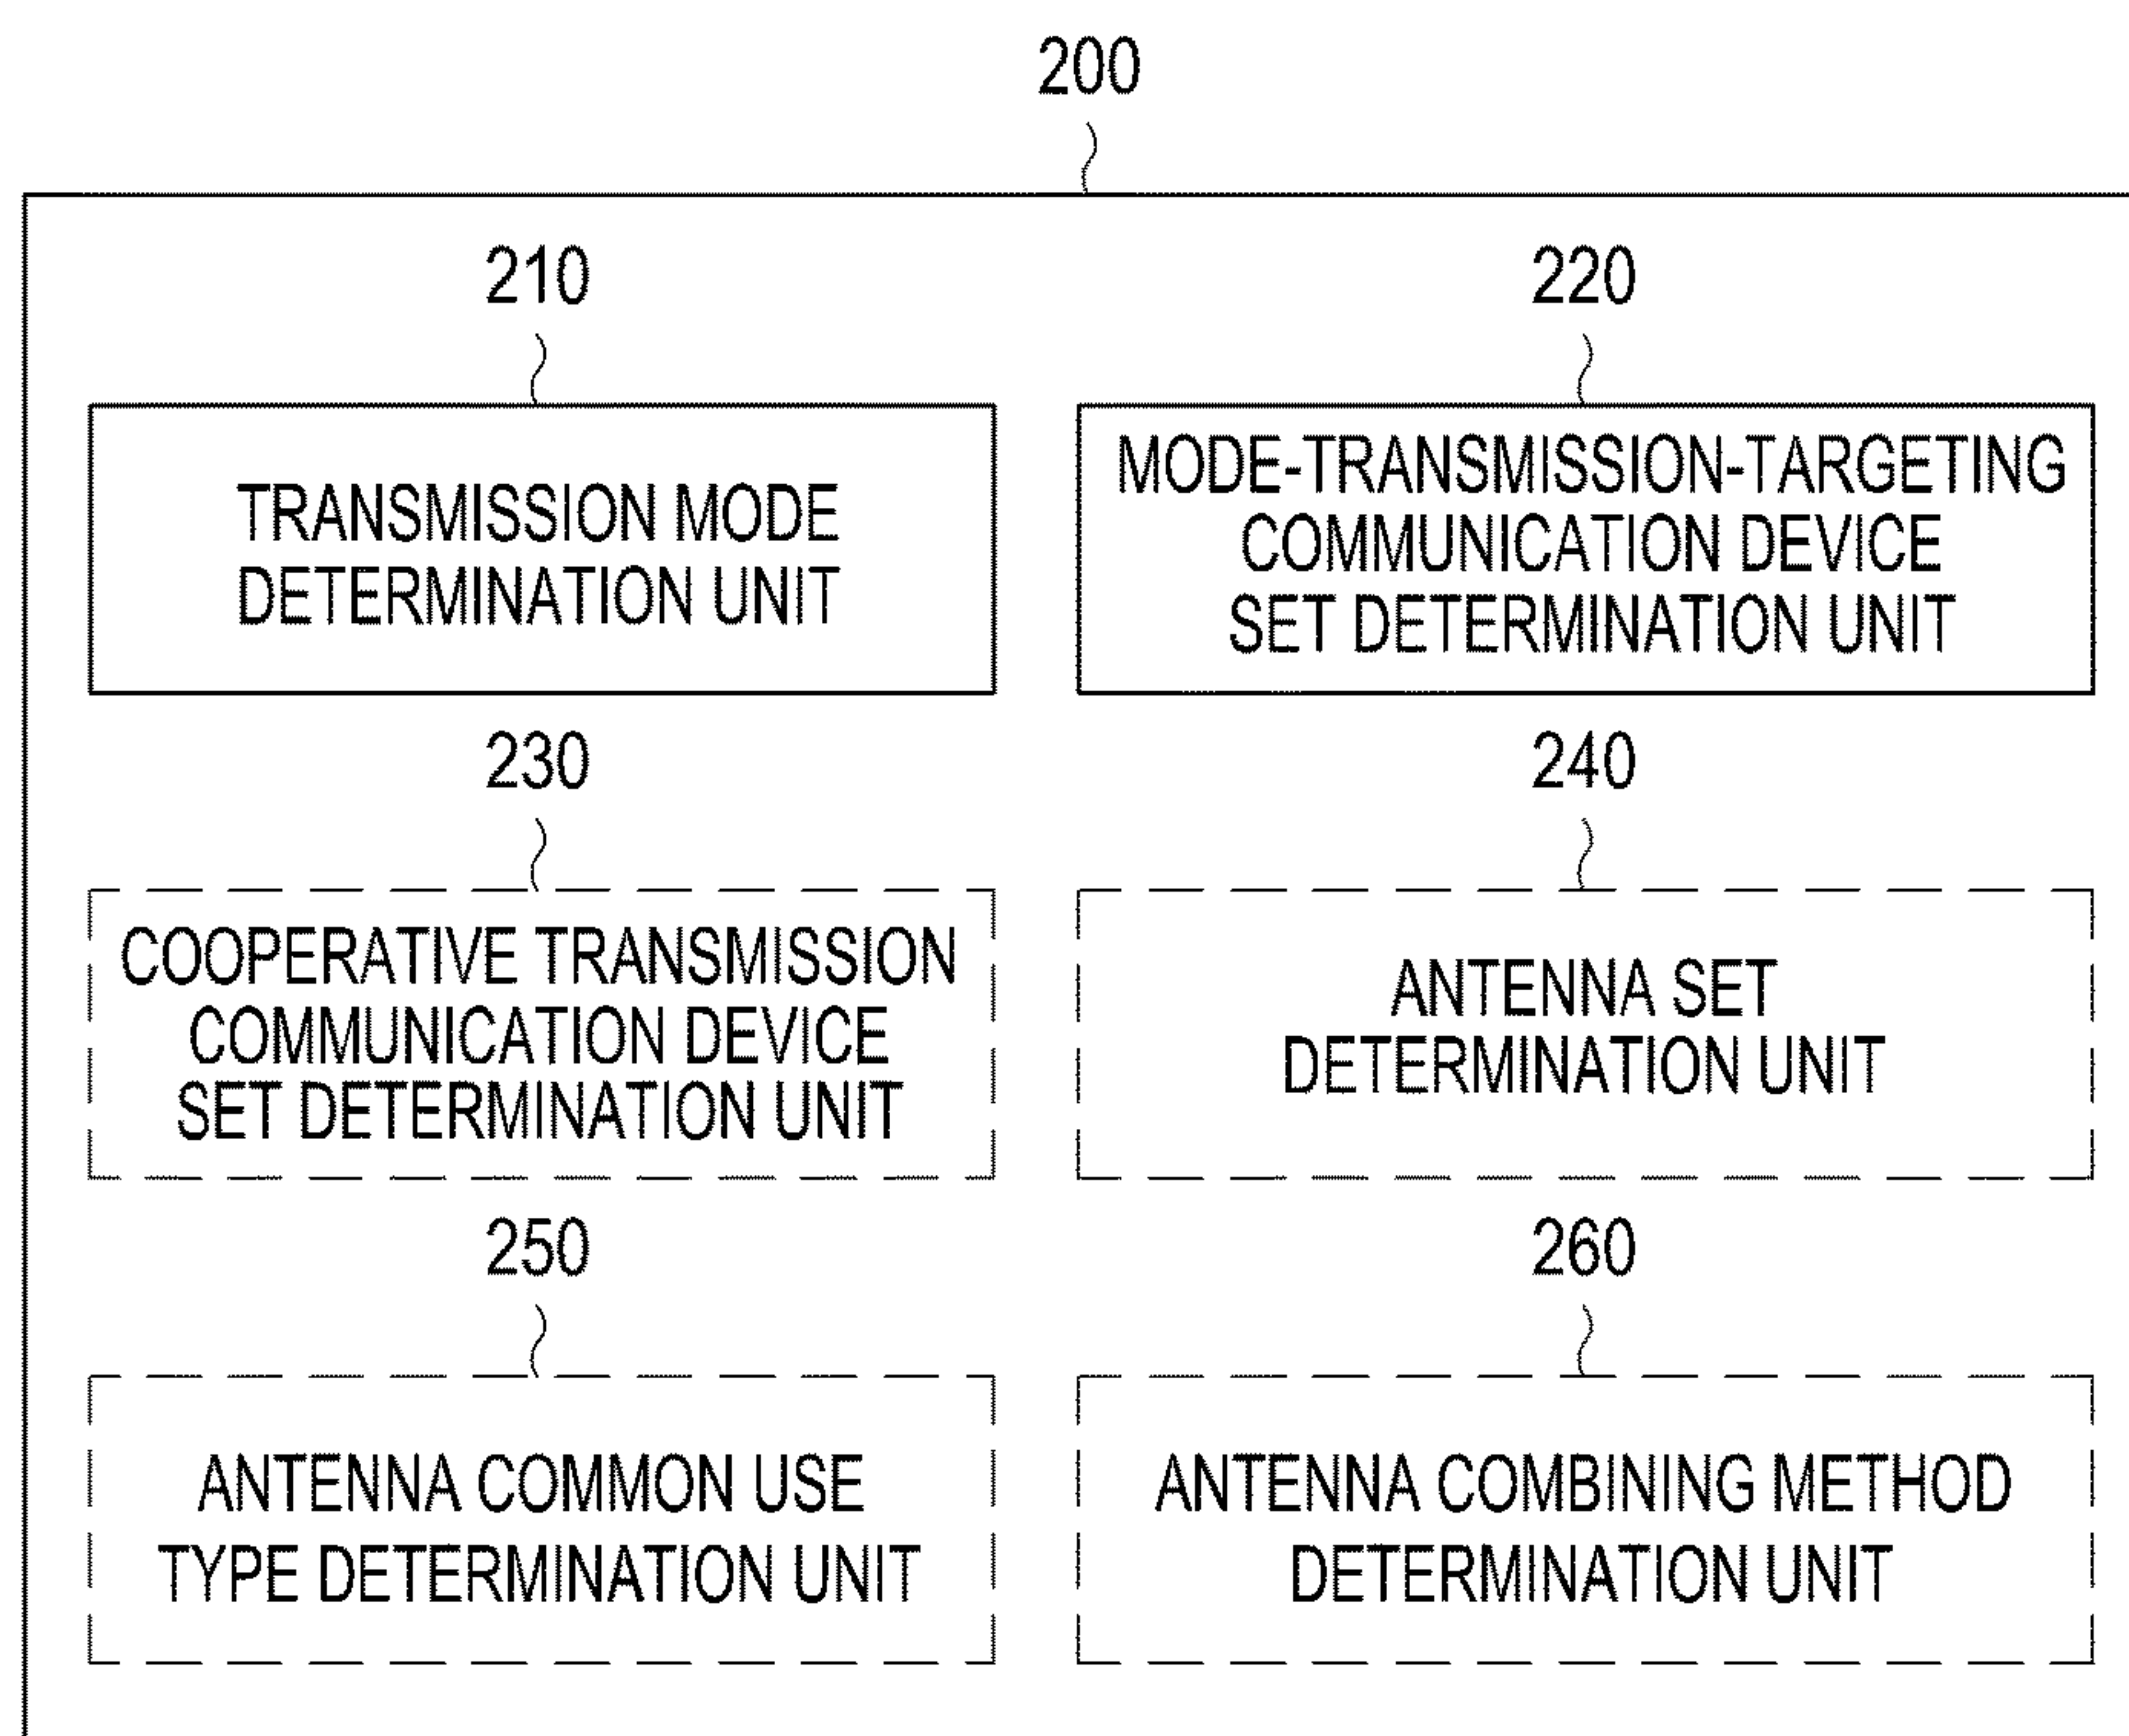 200
210
TRANSMISSION MODE
DETERMINATION UNIT
220
MODE-TRANSMISSION-TARGETING
COMMUNICATION DEVICE
SET DETERMINATION UNIT
230
COOPERATIVE TRANSMISSION
COMMUNICATION DEVICE
SET DETERMINATION UNIT
240
ANTENNA SET
DETERMINATION UNIT
250
ANTENNA COMMON USE
TYPE DETERMINATION UNIT
260
ANTENNA COMBINING METHOD
DETERMINATION UNIT